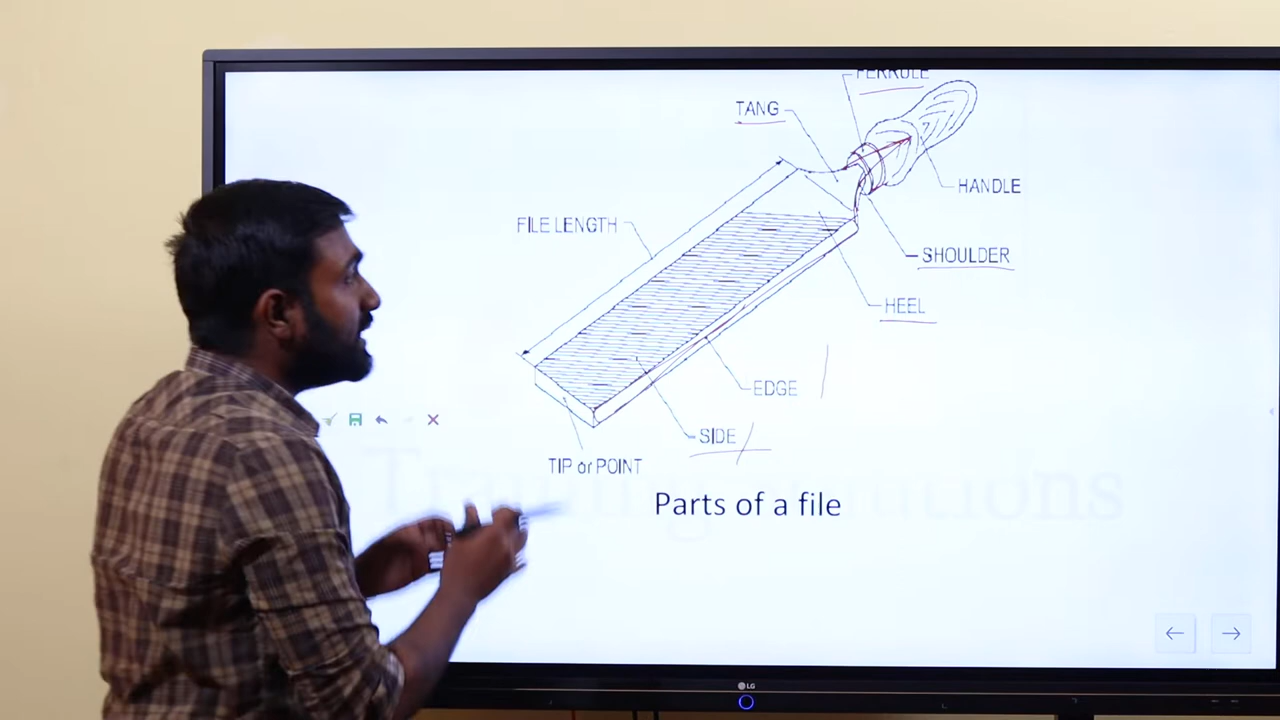 FERRULE
TANG
HANDLE
FILE LENGTH
SHOULDER
HEEL
EDGE
SIDE
TIP or POINT
Parts of a file
LG